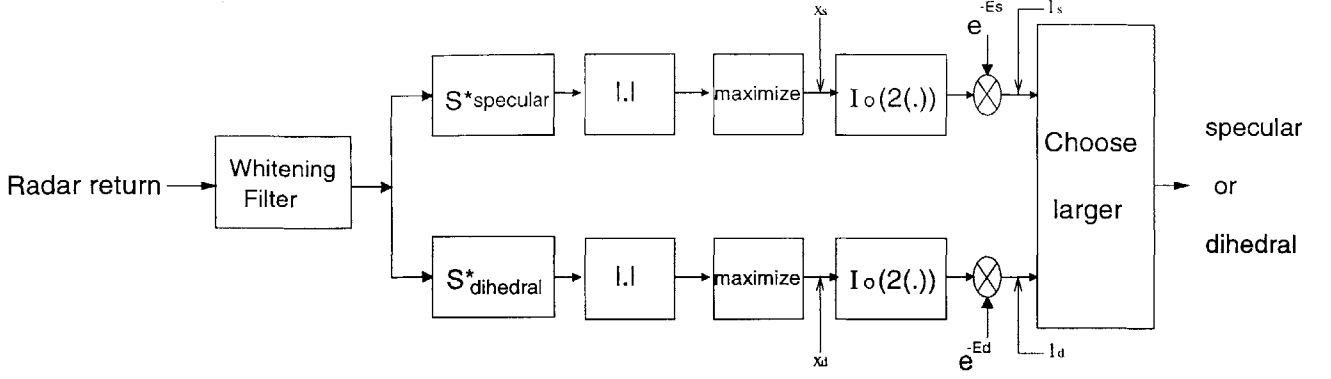 Radar return
Whitening
Filter
S*specular
|.|
maximize
xs
Io(2(.))
e-Es
ls
S*dihedral
|.|
maximize
xd
Io(2(.))
e-Ed
ld
Choose
larger
specular
or
dihedral